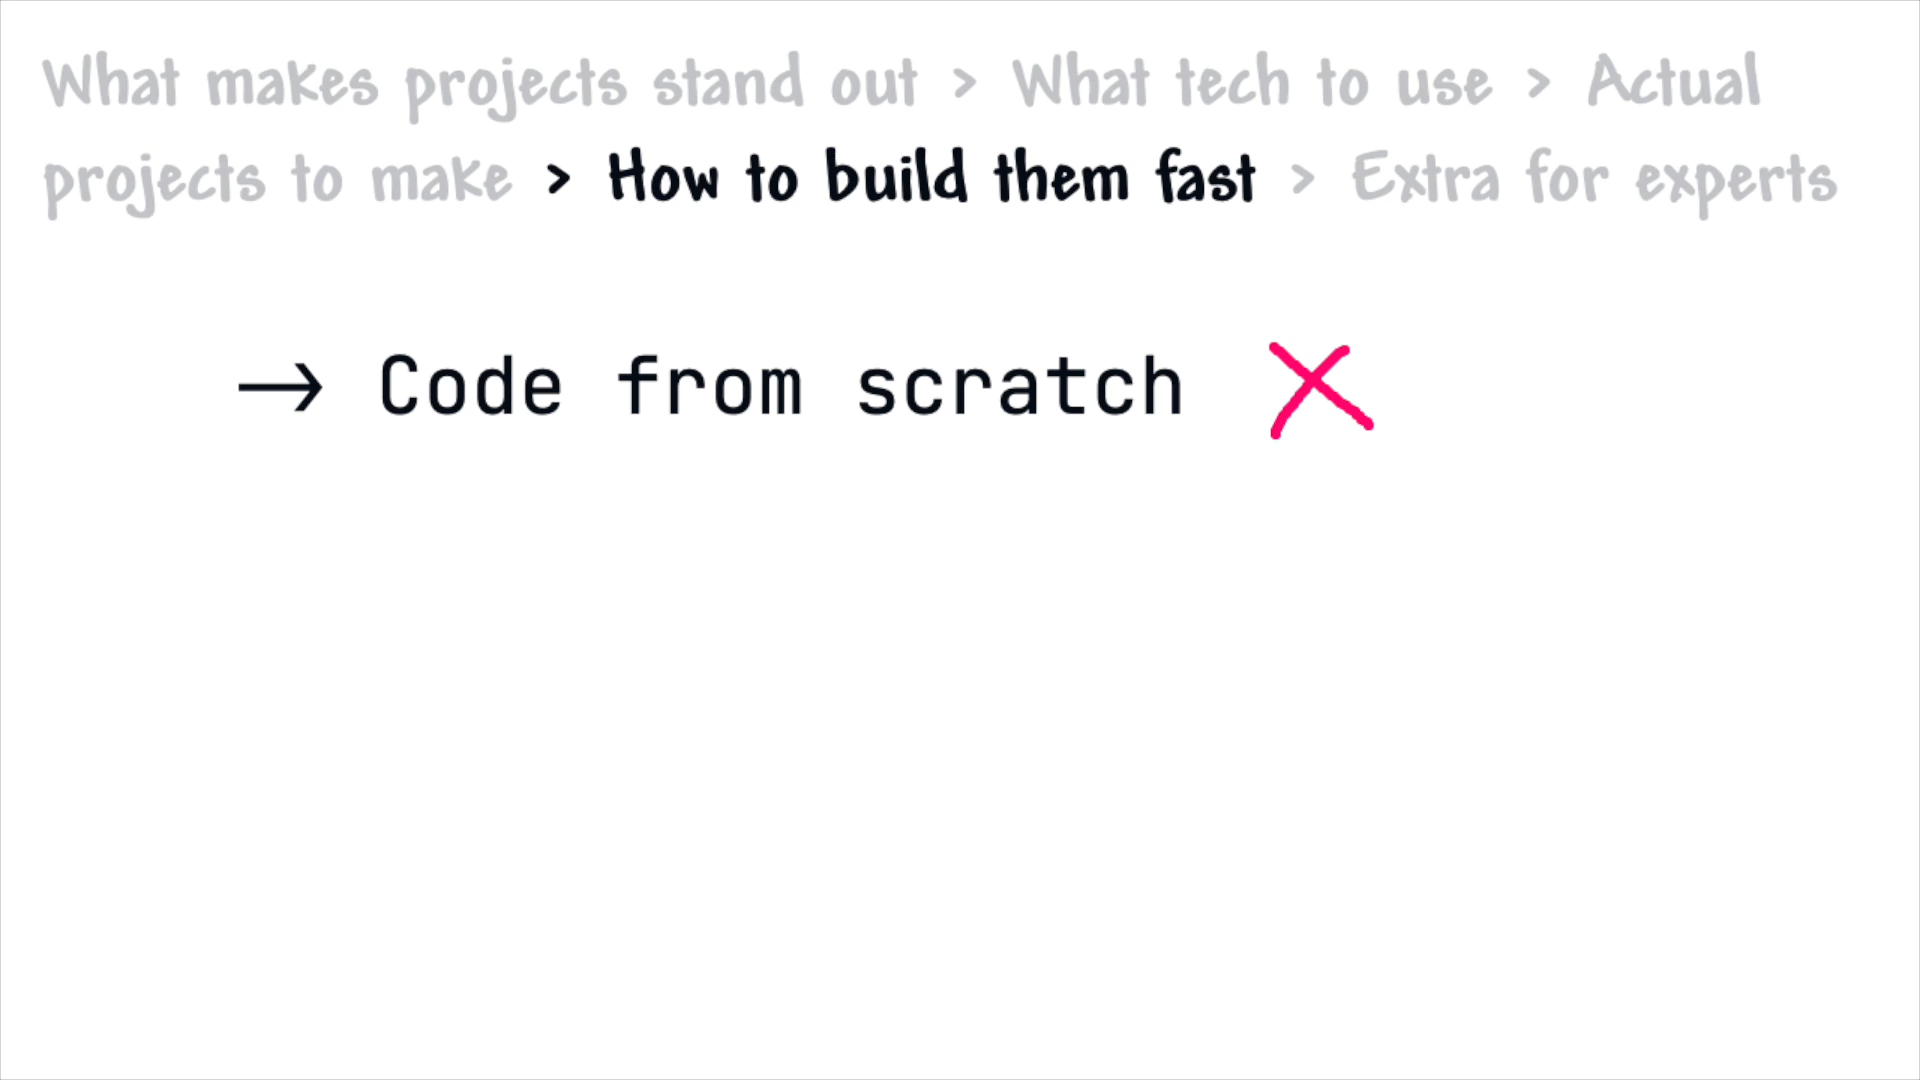 What makes projects stand out > What tech to use > Actual
projects to make > How to build them fast > Extra for experts
→ Code from scratch